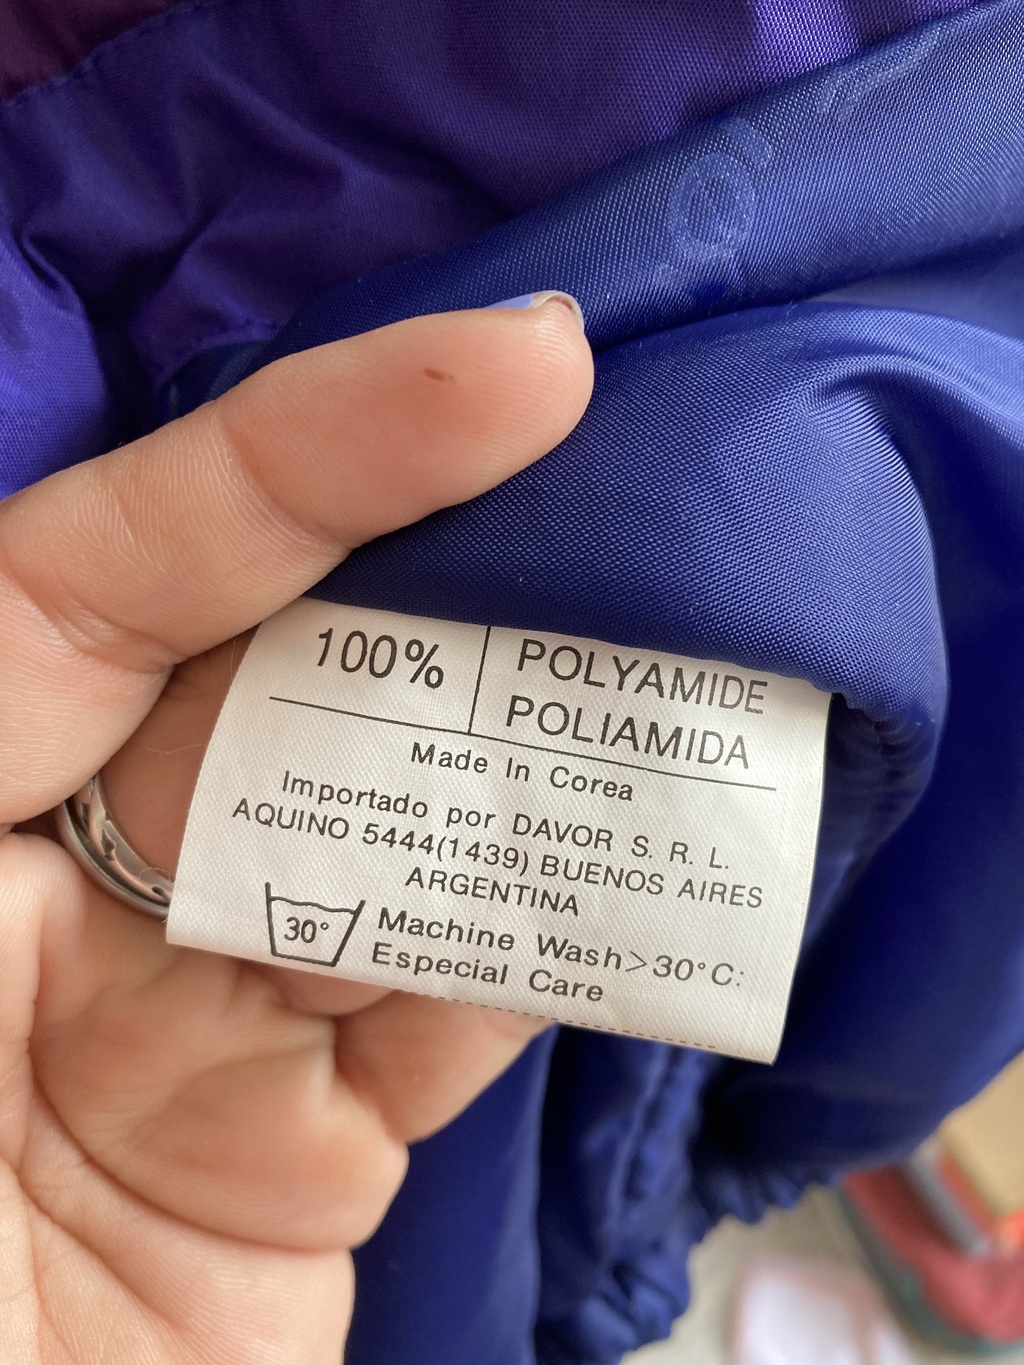 100% POLYAMIDE
POLIAMIDA
Made In Corea
Importado por DAVOR S. R. L.
AQUINO 5444(1439) BUENOS AIRES
ARGENTINA
30° Machine Wash>30°C:
Especial Care